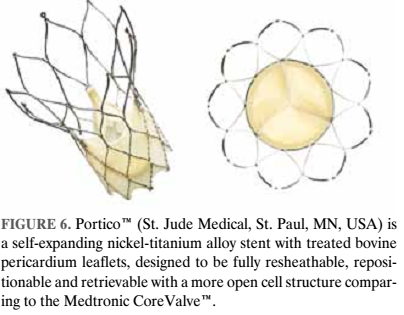 FIGURE 6. Portico™ (St. Jude Medical, St. Paul, MN, USA) is
a self-expanding nickel-titanium alloy stent with treated bovine
pericardium leaflets, designed to be fully resheathable, reposi-
tionable and retrievable with a more open cell structure compar-
ing to the Medtronic CoreValve™.